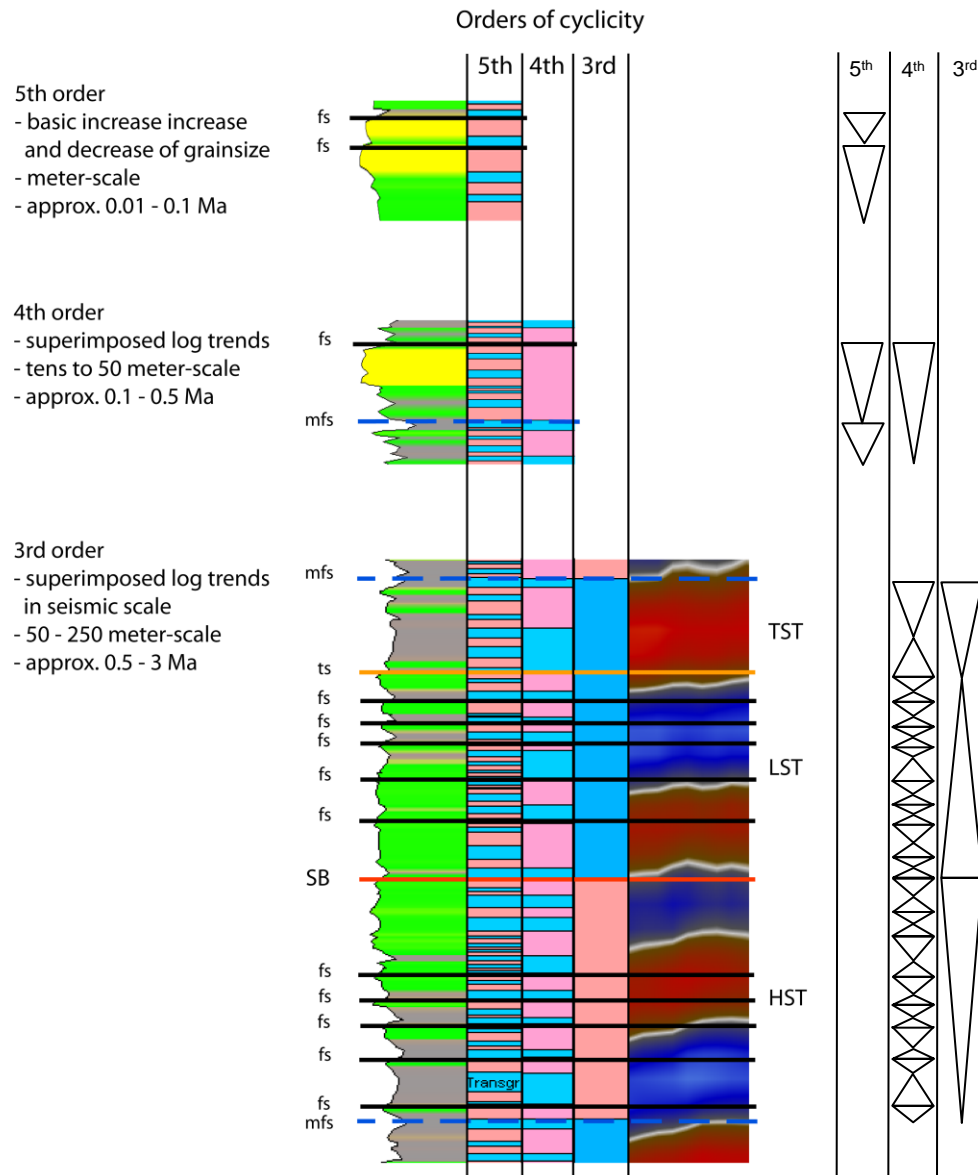 Orders of cyclicity
5th 4th 3rd
5th 4th 3rd
5th order
- basic increase increase
and decrease of grainsize
- meter-scale
- approx. 0.01 - 0.1 Ma
fs
fs
4th order
- superimposed log trends
- tens to 50 meter-scale
- approx. 0.1 - 0.5 Ma
fs
mfs
3rd order
- superimposed log trends
in seismic scale
- 50 - 250 meter-scale
- approx. 0.5 - 3 Ma
mfs
TST
ts
fs
fs
fs
LST
fs
fs
SB
fs
fs
HST
fs
fs
Transgr
fs
mfs